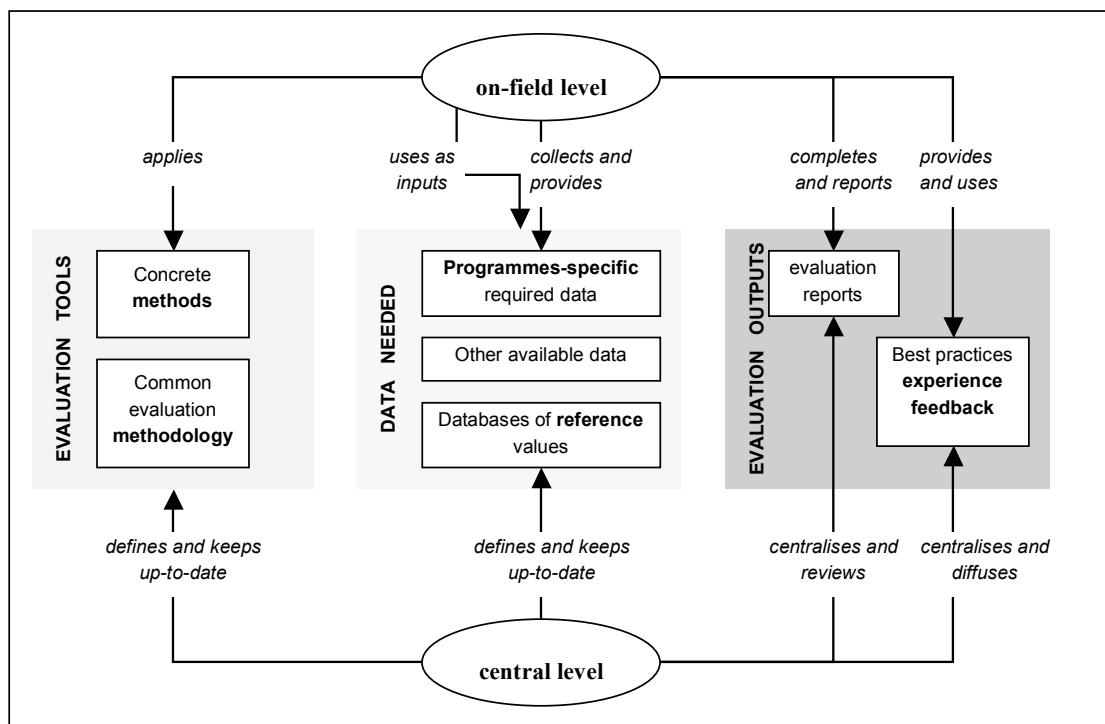 on-field level
applies
uses as
inputs
collects and
provides
completes
and reports
provides
and uses
EVALUATION TOOLS
Concrete
methods
Common
evaluation
methodology
DATA NEEDED
Programmes-specific
required data
Other available data
Databases of reference
values
EVALUATION OUTPUTS
evaluation
reports
Best practices
experience
feedback
defines and keeps
up-to-date
defines and keeps
up-to-date
centralises and
reviews
centralises and
diffuses
central level